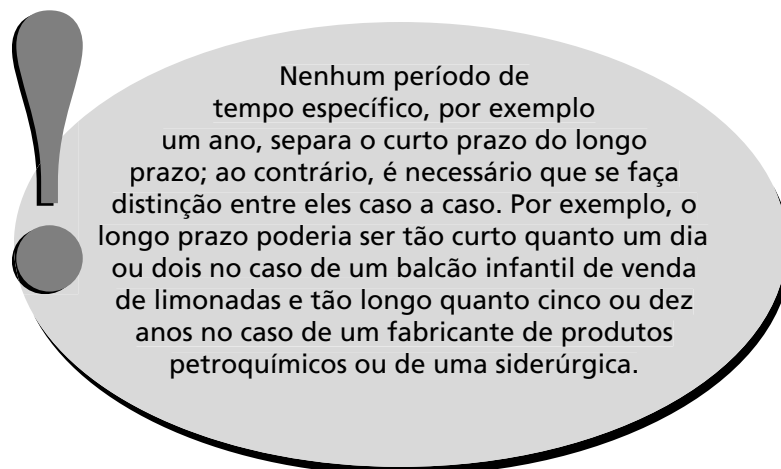 Nenhum período de
tempo específico, por exemplo
um ano, separa o curto prazo do longo
prazo; ao contrário, é necessário que se faça
distinção entre eles caso a caso. Por exemplo, o
longo prazo poderia ser tão curto quanto um dia
ou dois no caso de um balcão infantil de venda
de limonadas e tão longo quanto cinco ou dez
anos no caso de um fabricante de produtos
petroquímicos ou de uma siderúrgica.